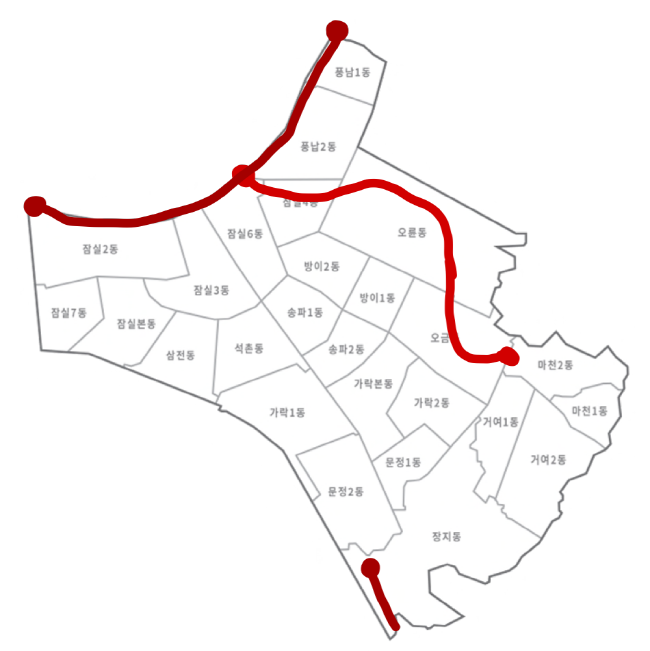 풍납1동
풍납2동
잠실4동
잠실6동
오륜동
잠실2동
방이2동
잠실3동
방이1동
잠실7동
송파1동
잠실본동
오금
석촌동
송파2동
삼전동
마천2동
가락본동
가락2동
마천1동
가락1동
거여1동
거여2동
문정1동
문정2동
장지동